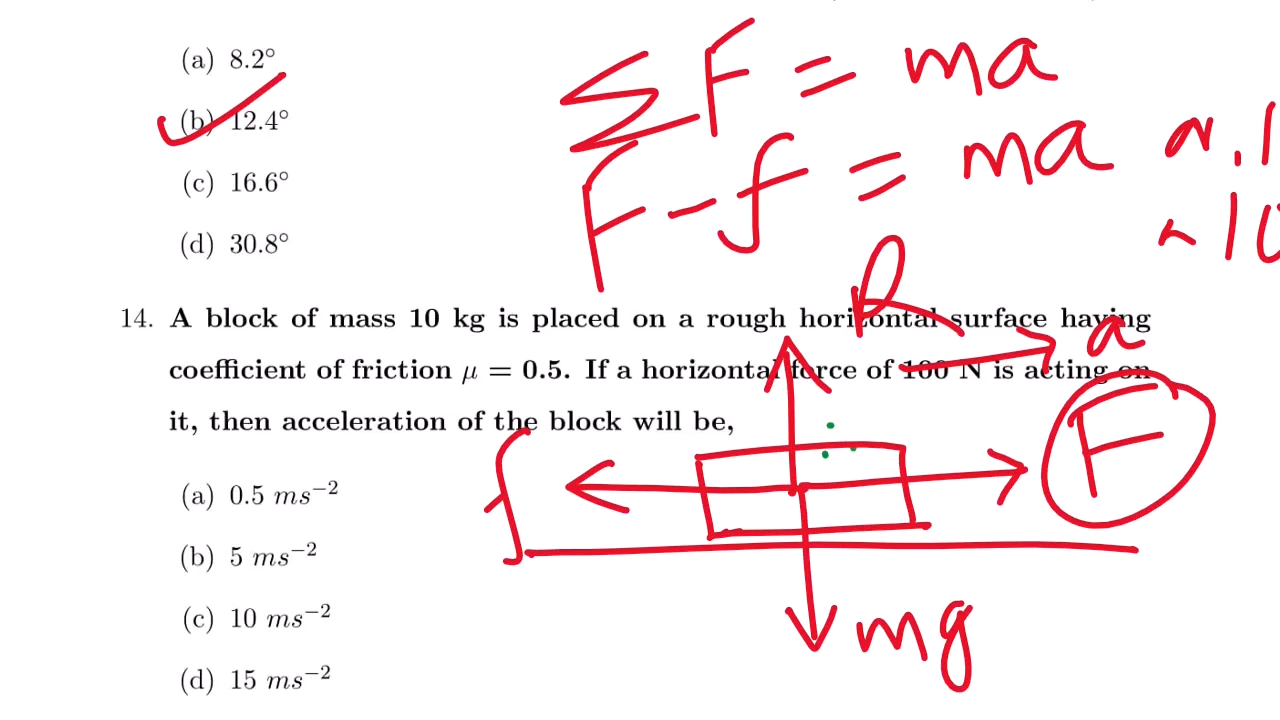 (a) 8.2°
(b) 12.4°
(c) 16.6°
(d) 30.8°
ΣF = ma
F - f = ma
14. A block of mass 10 kg is placed on a rough horizontal surface having
coefficient of friction μ = 0.5. If a horizontal force of 100 N is acting on
it, then acceleration of the block will be,
(a) 0.5 ms⁻²
(b) 5 ms⁻²
(c) 10 ms⁻²
(d) 15 ms⁻²
R
a
F
f
mg